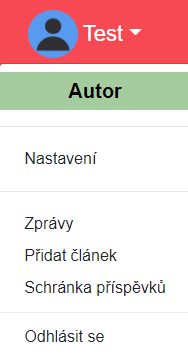 Test
Autor
Nastavení
Zprávy
Přidat článek
Schránka příspěvků
Odhlásit se